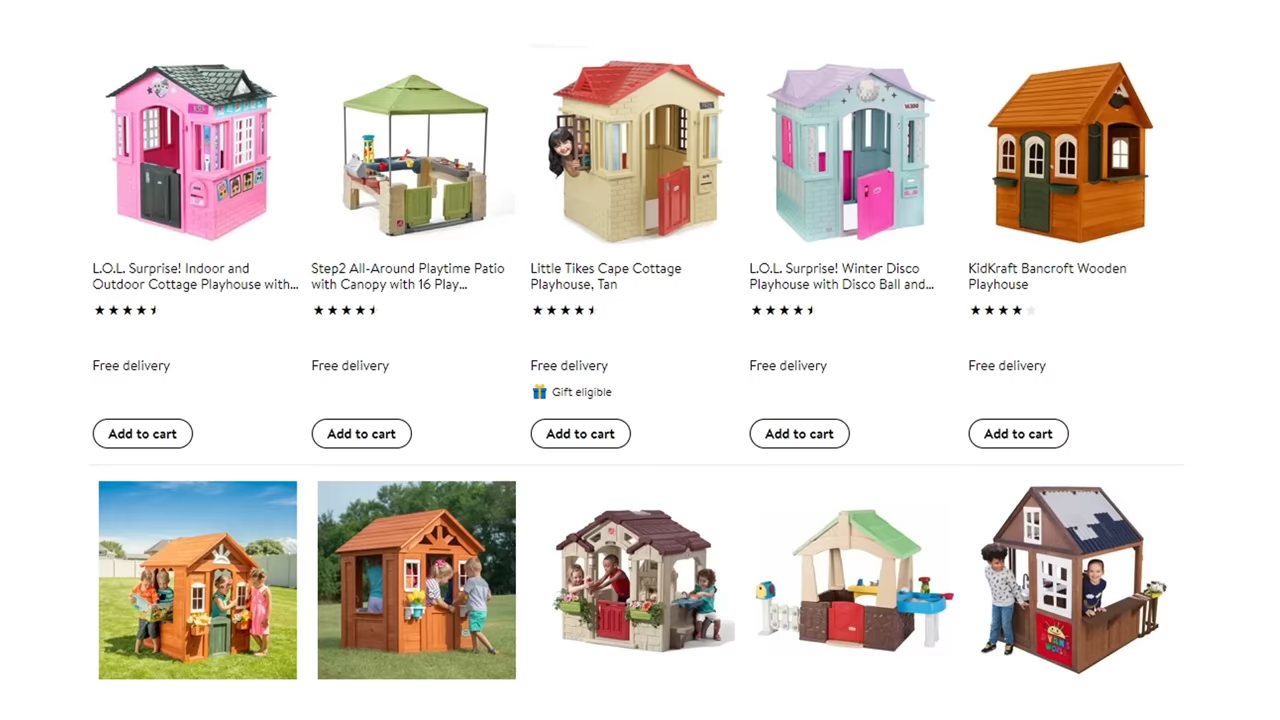 L.O.L. Surprise! Indoor and
Outdoor Cottage Playhouse with...
Free delivery
Add to cart
Step2 All-Around Playtime Patio
with Canopy with 16 Play...
Free delivery
Add to cart
Little Tikes Cape Cottage
Playhouse, Tan
Free delivery
Gift eligible
Add to cart
L.O.L. Surprise! Winter Disco
Playhouse with Disco Ball and...
Free delivery
Add to cart
KidKraft Bancroft Wooden
Playhouse
Free delivery
Add to cart